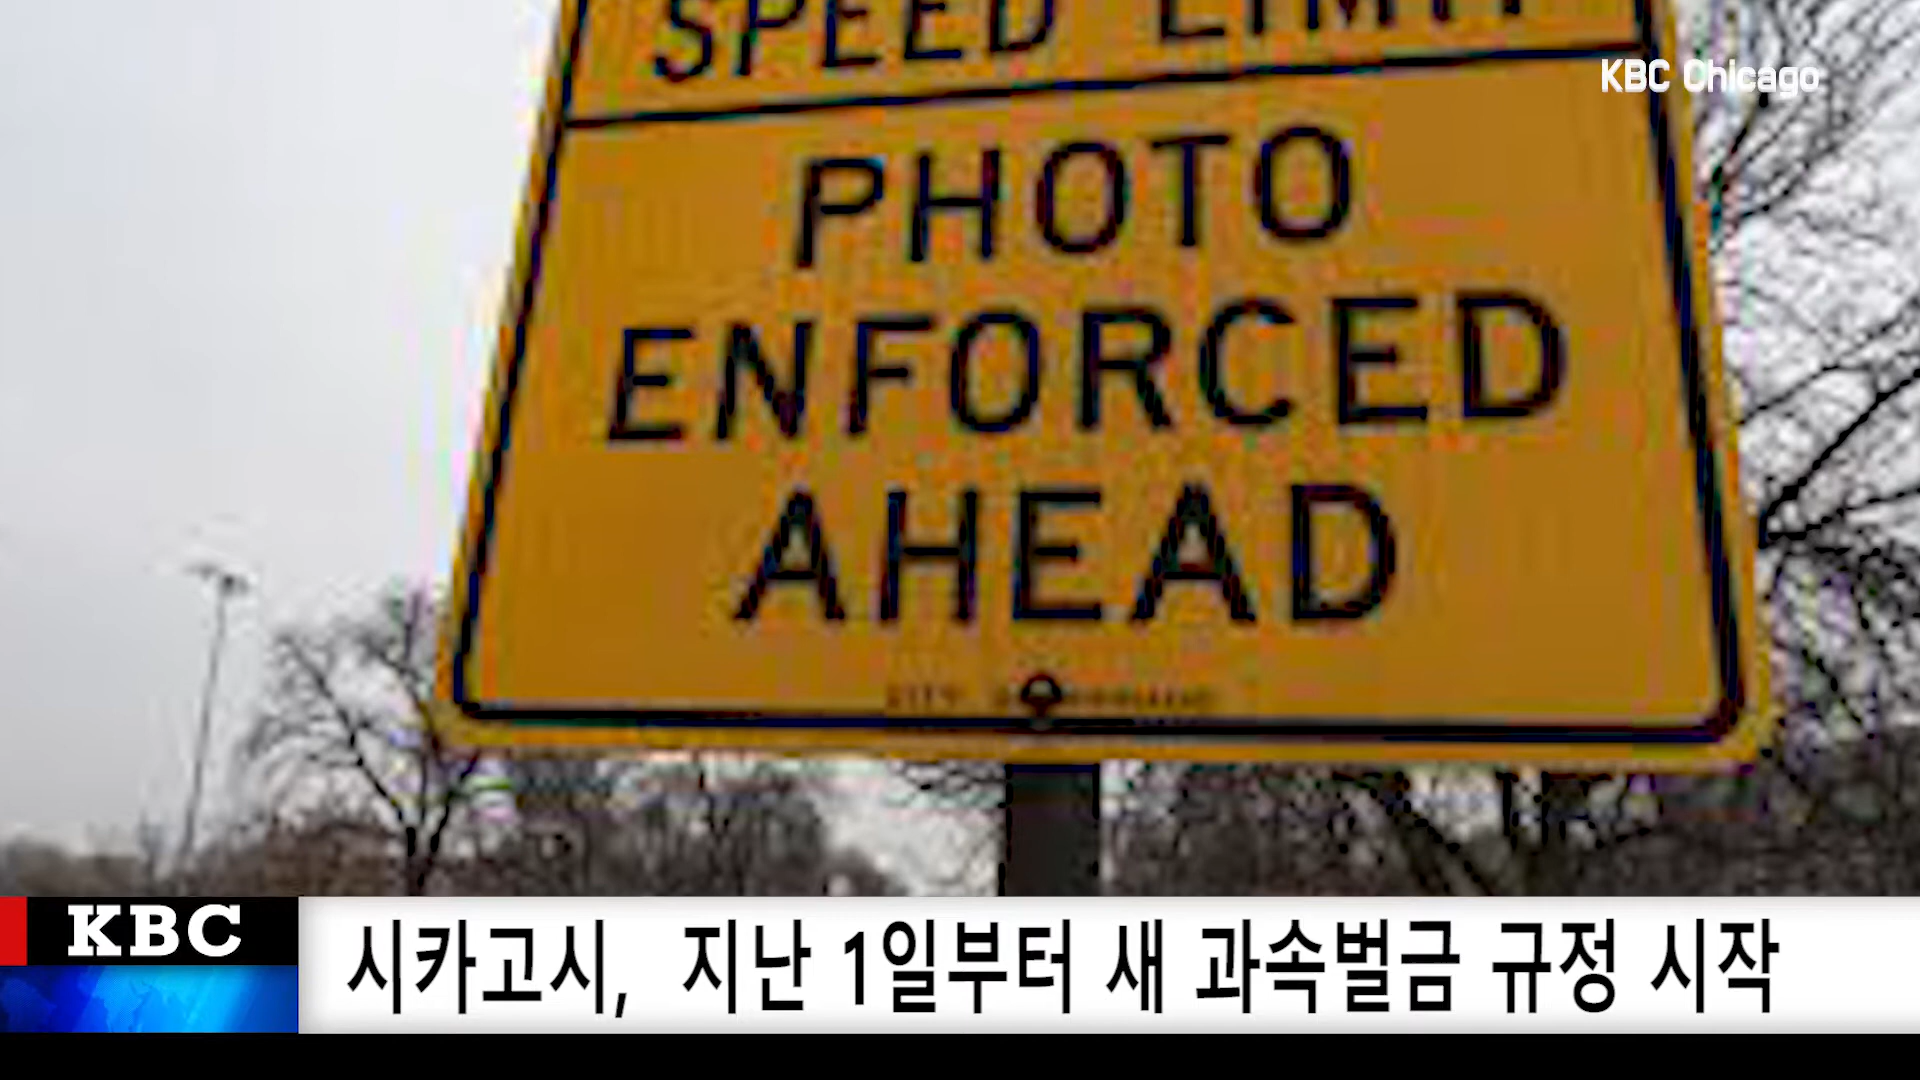 SPEED LIMIT
KBC Chicago
PHOTO
ENFORCED
AHEAD
KBC
시카고시, 지난 1일부터 새 과속벌금 규정 시작